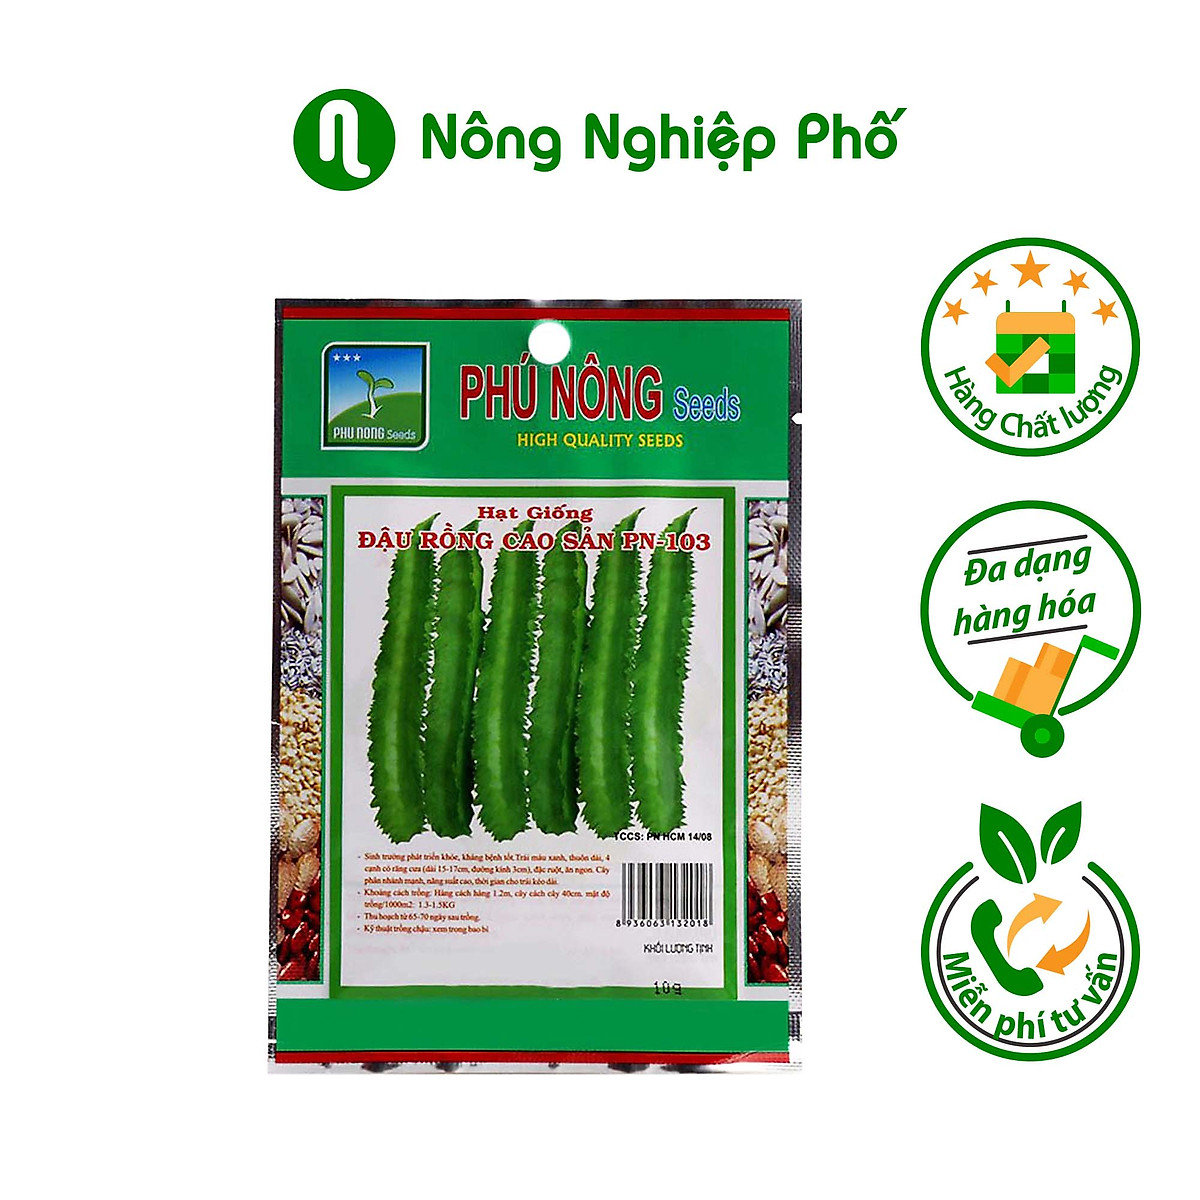 Nông Nghiệp Phố
PHÚ NÔNG Seeds
HIGH QUALITY SEEDS
PHU NONG Seeds
Hạt Giống
ĐẬU RỒNG CAO SẢN PN-103
TCCS: PN HCM 14/08
- Sinh trưởng phát triển khỏe, kháng bệnh tốt.Trái màu xanh, thuôn dài, 4
cạnh có răng cưa (dài 15-17cm, đường kính 3cm), đặc ruột, ăn ngon. Cây
phân nhánh mạnh, năng suất cao, thời gian cho trái kéo dài.
- Khoảng cách trồng: Hàng cách hàng 1.2m, cây cách cây 40cm. mật độ
trồng/1000m2: 1.3-1.5KG
- Thu hoạch từ 65-70 ngày sau trồng.
- Kỹ thuật trồng chậu: xem trong bao bì
8 936063 132018
KHỐI LƯỢNG TỊNH
10g
Hàng Chất lượng
Đa dạng
hàng hóa
Miễn phí tư vấn